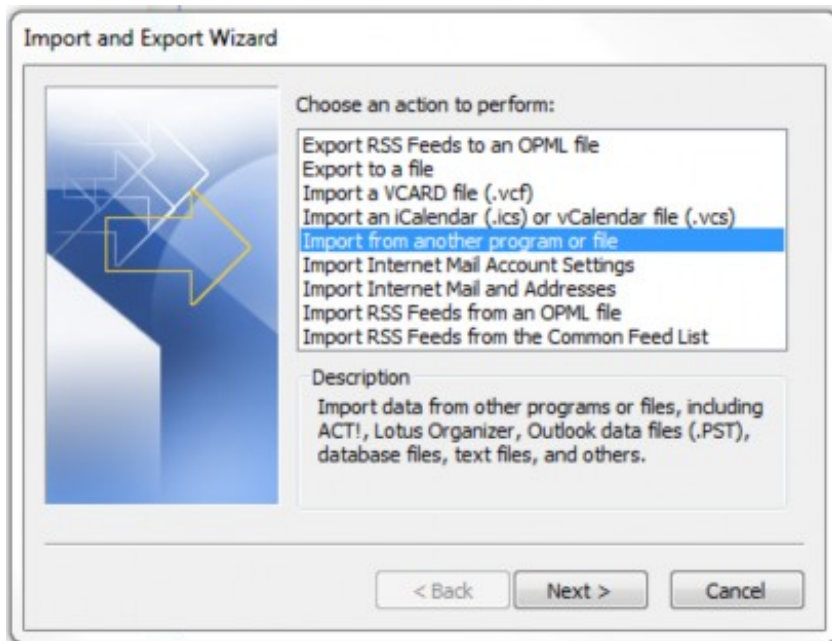 Import and Export Wizard
Choose an action to perform:
Export RSS Feeds to an OPML file
Export to a file
Import a VCARD file (.vcf)
Import an iCalendar (.ics) or vCalendar file (.vcs)
Import from another program or file
Import Internet Mail Account Settings
Import Internet Mail and Addresses
Import RSS Feeds from an OPML file
Import RSS Feeds from the Common Feed List
Description
Import data from other programs or files, including
ACT!, Lotus Organizer, Outlook data files (.PST),
database files, text files, and others.
< Back Next > Cancel